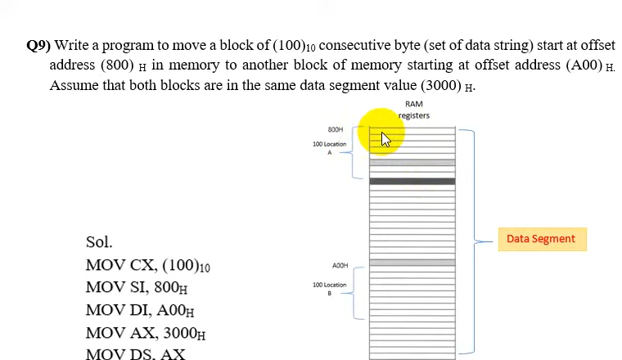 Q9) Write a program to move a block of (100)₁₀ consecutive byte (set of data string) start at offset
address (800) H in memory to another block of memory starting at offset address (A00) H.
Assume that both blocks are in the same data segment value (3000) H.
RAM
registers
800H
100 Location
A
Data Segment
Sol.
MOV CX, (100)₁₀
A00H
MOV SI, 800H
100 Location
B
MOV DI, A00H
MOV AX, 3000H
MOV DS, AX